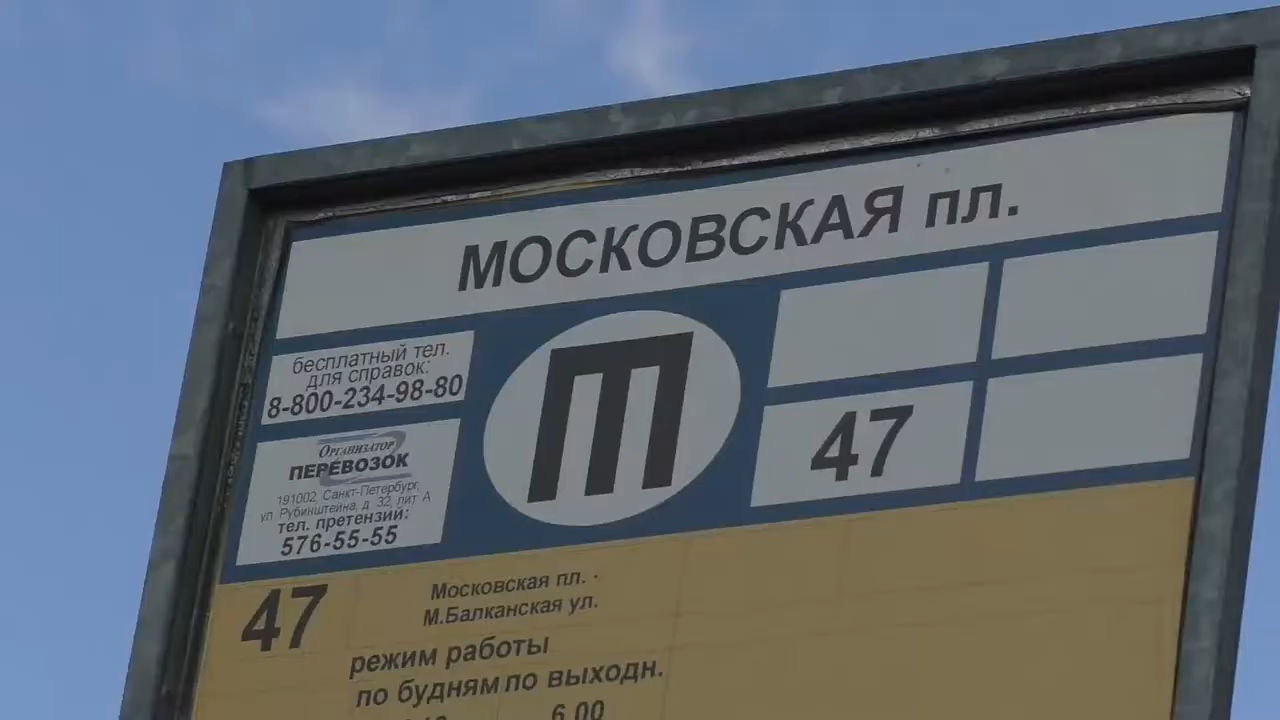 МОСКОВСКАЯ пл.
бесплатный тел.
для справок:
8-800-234-98-80
Ш
47
Организатор
ПЕРЕВОЗОК
191002, Санкт-Петербург,
ул. Рубинштейна, д. 32, лит А
тел. претензий:
576-55-55
47
Московская пл. -
М.Балканская ул.
режим работы
по будням по выходн.
6.00